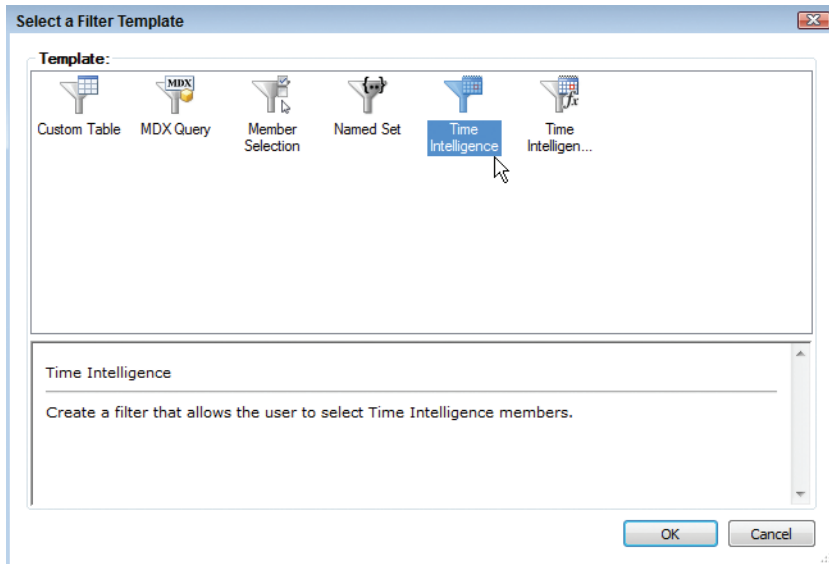 Select a Filter Template
Template:
MDX
{--}
fx
Custom Table
MDX Query
Member
Selection
Named Set
Time
Intelligence
Time
Intelligen...
Time Intelligence
Create a filter that allows the user to select Time Intelligence members.
OK
Cancel